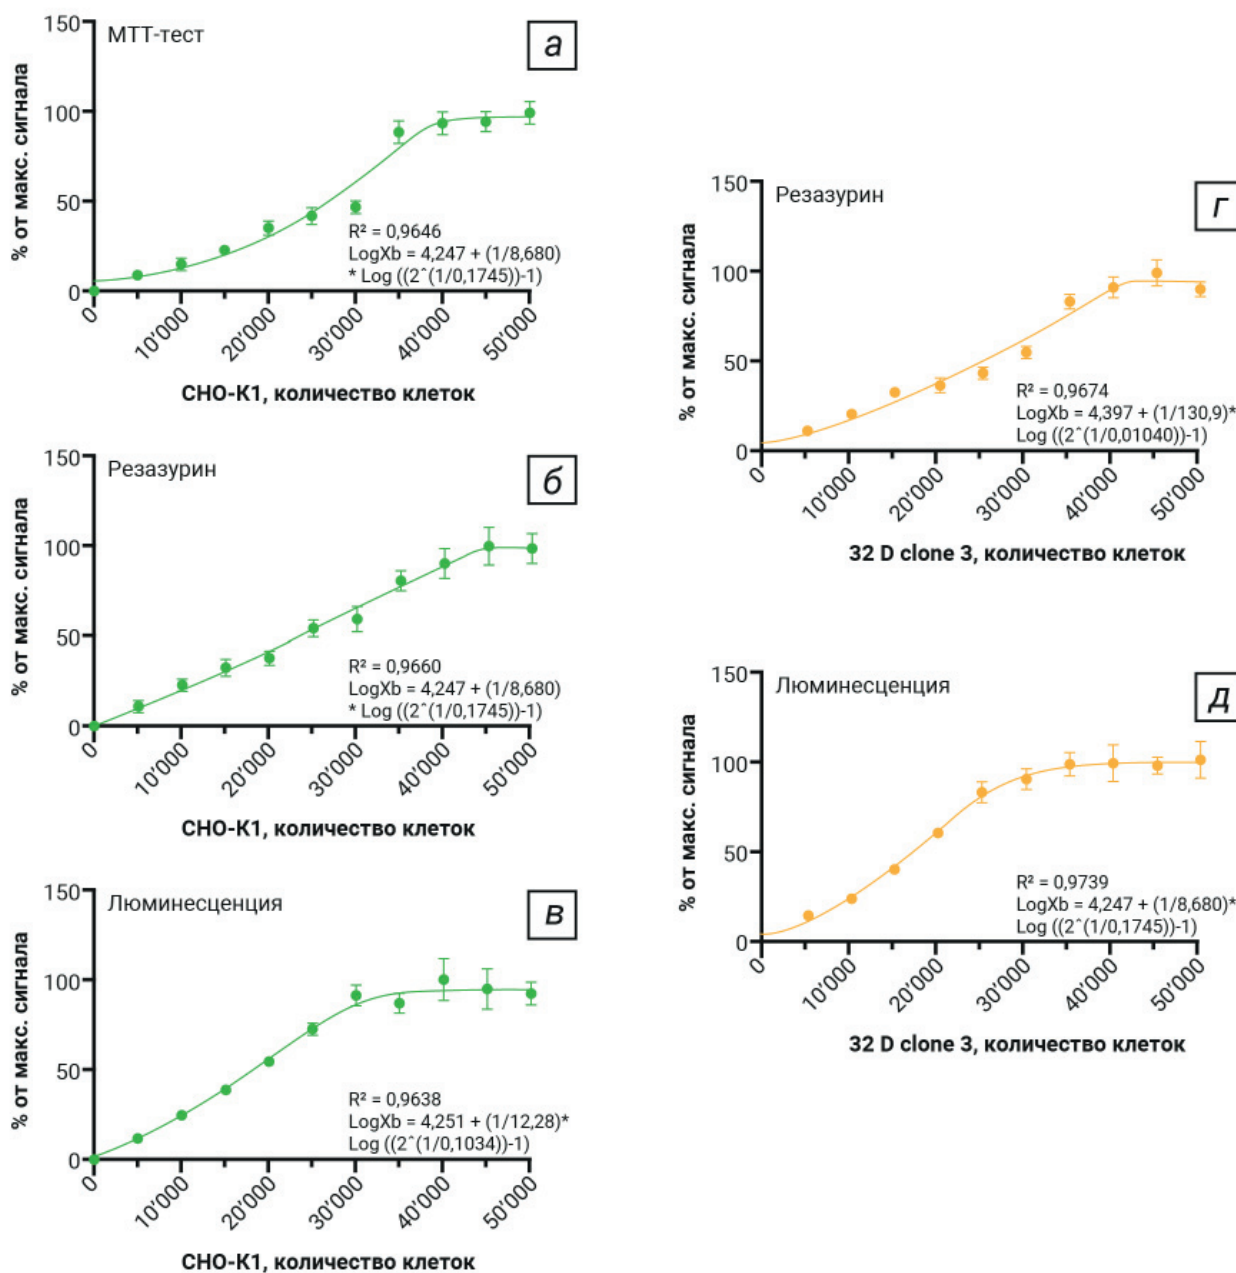 МТТ-тест
а
% от макс. сигнала
150
100
50
0
R² = 0,9646
LogXb = 4,247 + (1/8,680)
* Log ((2^(1/0,1745))-1)
0
10'000
20'000
30'000
40'000
50'000
CHO-K1, количество клеток
Резазурин
б
% от макс. сигнала
150
100
50
0
R² = 0,9660
LogXb = 4,247 + (1/8,680)
* Log ((2^(1/0,1745))-1)
0
10'000
20'000
30'000
40'000
50'000
CHO-K1, количество клеток
Люминесценция
в
% от макс. сигнала
150
100
50
0
R² = 0,9638
LogXb = 4,251 + (1/12,28)*
Log ((2^(1/0,1034))-1)
0
10'000
20'000
30'000
40'000
50'000
CHO-K1, количество клеток
Резазурин
г
% от макс. сигнала
150
100
50
0
R² = 0,9674
LogXb = 4,397 + (1/130,9)*
Log ((2^(1/0,01040))-1)
0
10'000
20'000
30'000
40'000
50'000
32 D clone 3, количество клеток
Люминесценция
д
% от макс. сигнала
150
100
50
0
R² = 0,9739
LogXb = 4,247 + (1/8,680)*
Log ((2^(1/0,1745))-1)
0
10'000
20'000
30'000
40'000
50'000
32 D clone 3, количество клеток